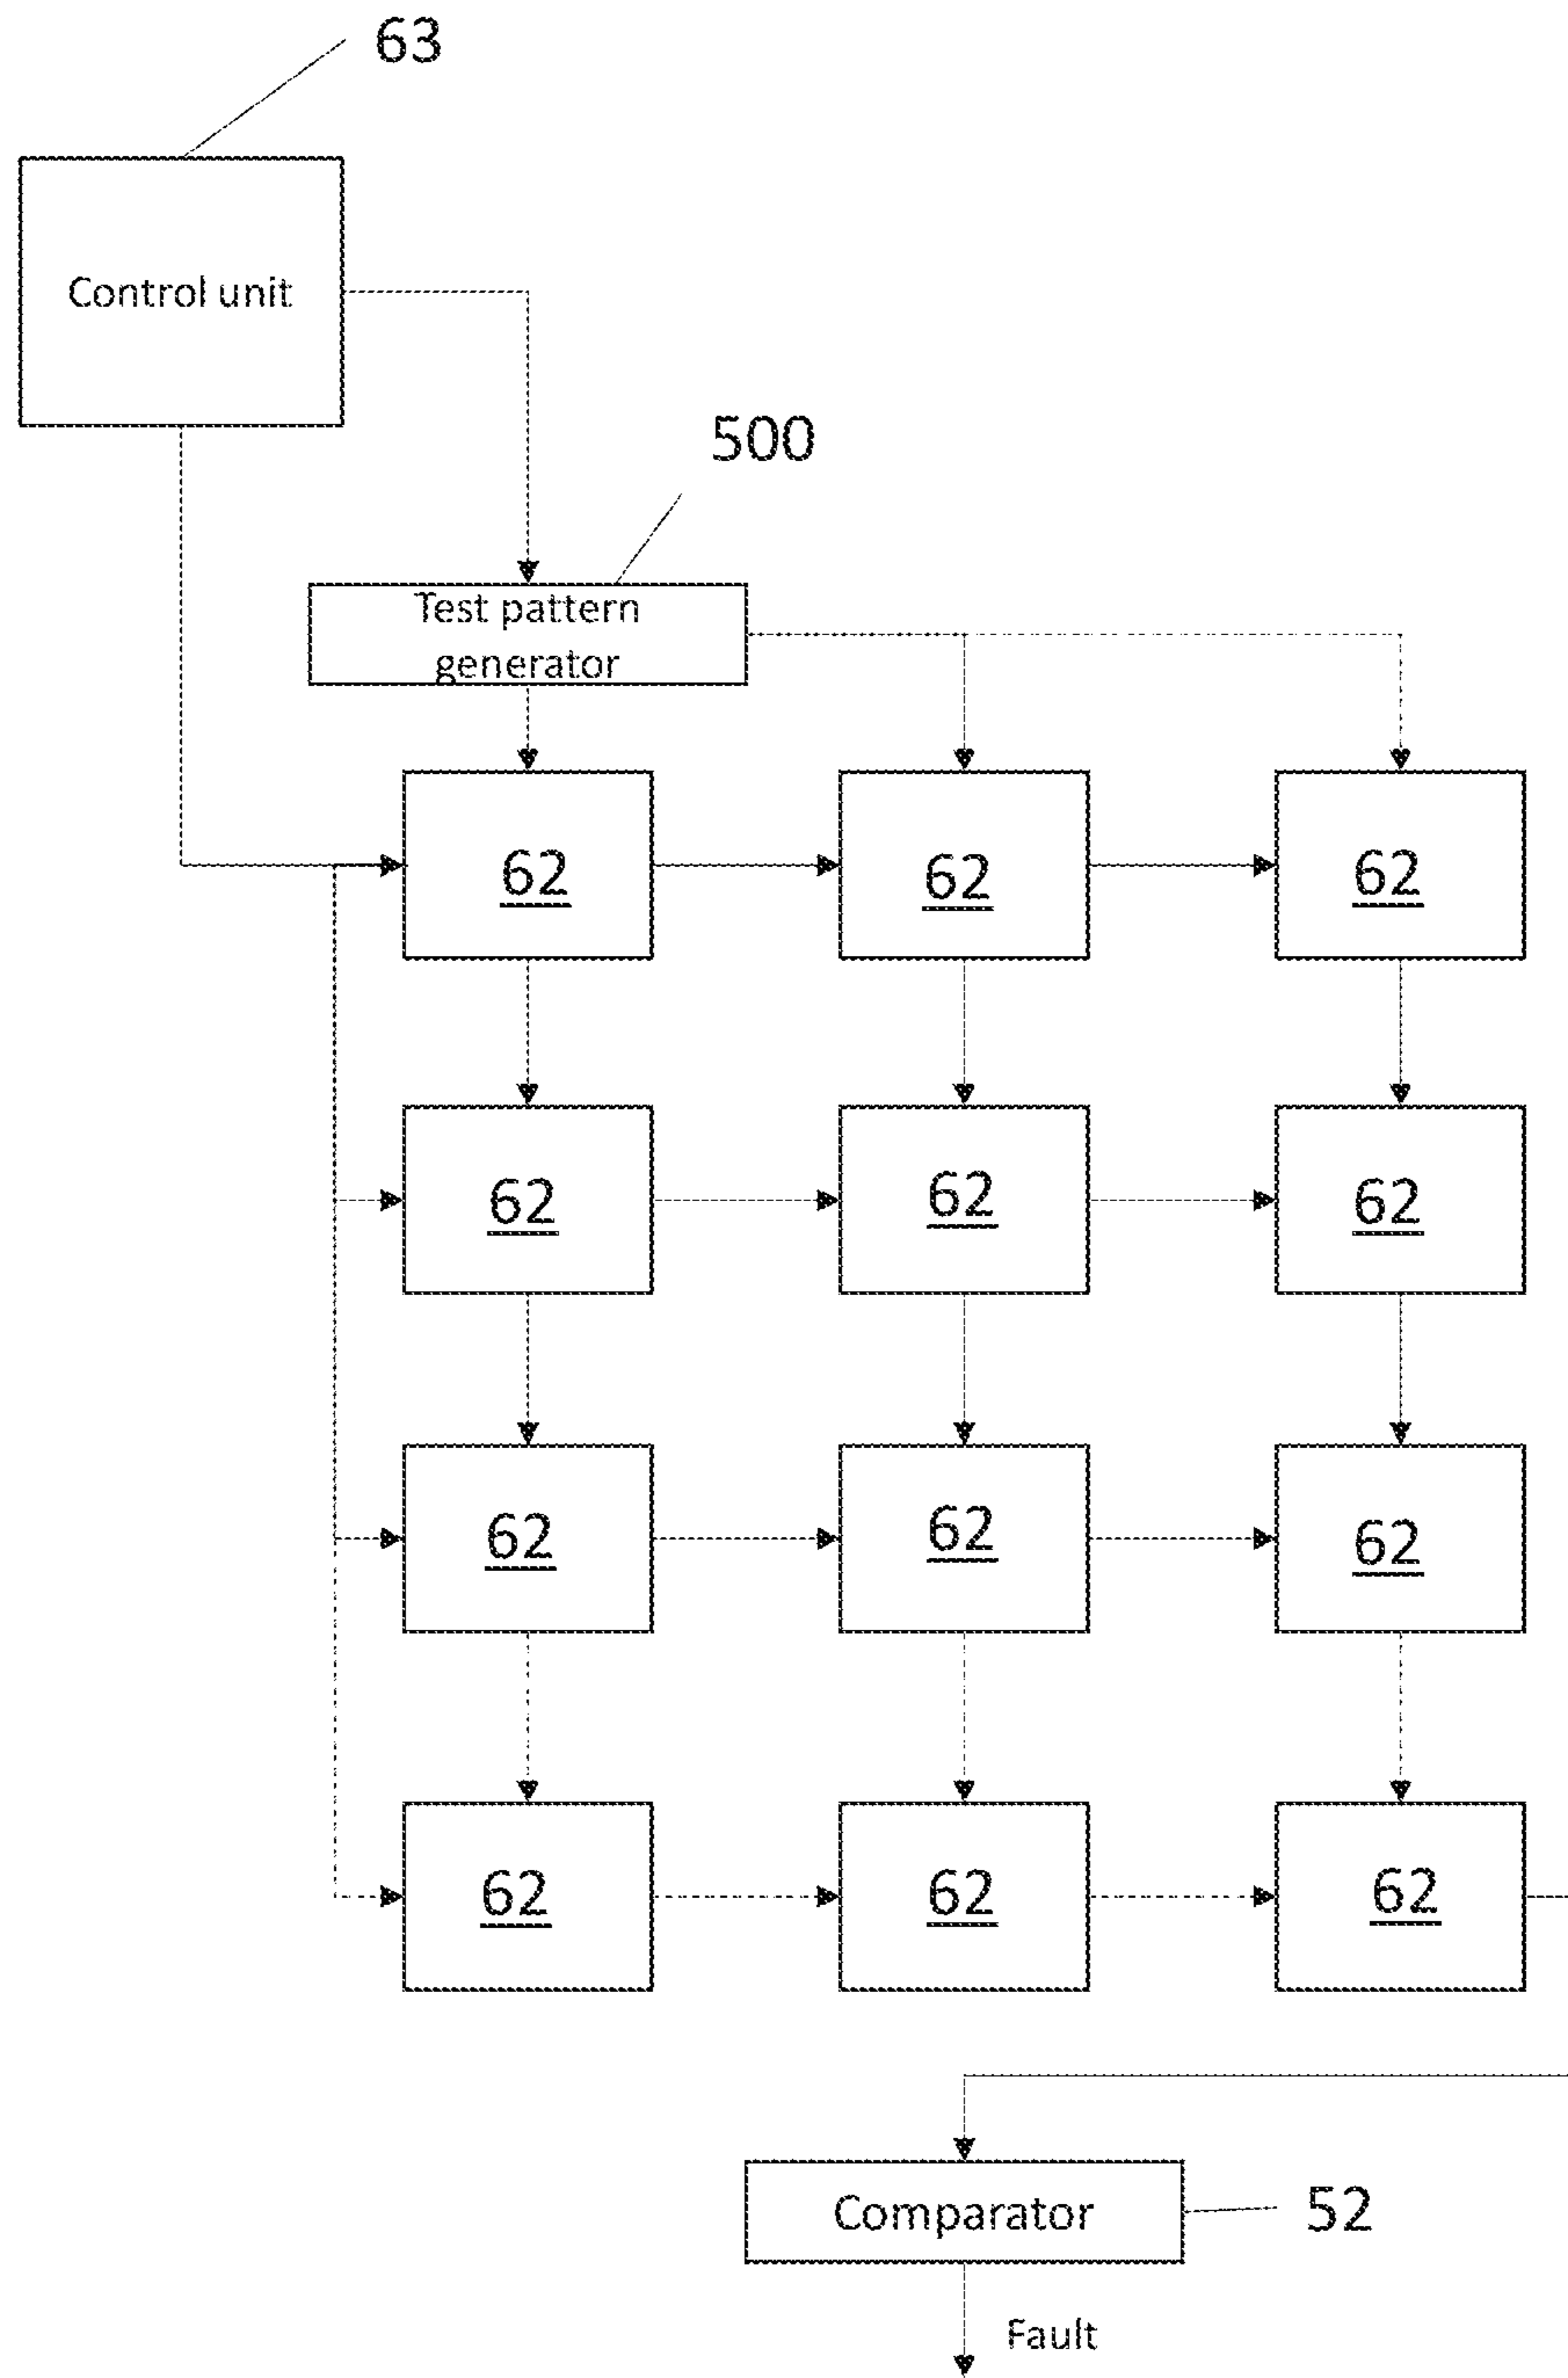 63
Control unit
500
Test pattern
generator
62 62 62
62 62 62
62 62 62
62 62 62
Comparator
52
Fault